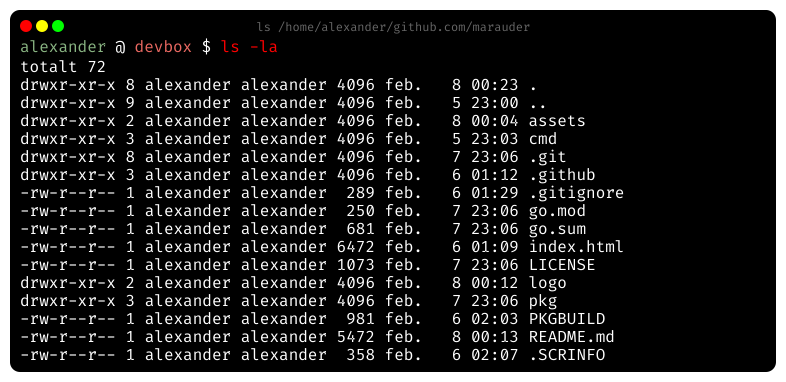 ls /home/alexander/github.com/marauder
alexander @ devbox $ ls -la
totalt 72
drwxr-xr-x 8 alexander alexander 4096 feb.   8 00:23 .
drwxr-xr-x 9 alexander alexander 4096 feb.   5 23:00 ..
drwxr-xr-x 2 alexander alexander 4096 feb.   8 00:04 assets
drwxr-xr-x 3 alexander alexander 4096 feb.   5 23:03 cmd
drwxr-xr-x 8 alexander alexander 4096 feb.   7 23:06 .git
drwxr-xr-x 3 alexander alexander 4096 feb.   6 01:12 .github
-rw-r--r-- 1 alexander alexander  289 feb.   6 01:29 .gitignore
-rw-r--r-- 1 alexander alexander  250 feb.   7 23:06 go.mod
-rw-r--r-- 1 alexander alexander  681 feb.   7 23:06 go.sum
-rw-r--r-- 1 alexander alexander 6472 feb.   6 01:09 index.html
-rw-r--r-- 1 alexander alexander 1073 feb.   7 23:06 LICENSE
drwxr-xr-x 2 alexander alexander 4096 feb.   8 00:12 logo
drwxr-xr-x 3 alexander alexander 4096 feb.   7 23:06 pkg
-rw-r--r-- 1 alexander alexander  981 feb.   6 02:03 PKGBUILD
-rw-r--r-- 1 alexander alexander 5472 feb.   8 00:13 README.md
-rw-r--r-- 1 alexander alexander  358 feb.   6 02:07 .SCRINFO